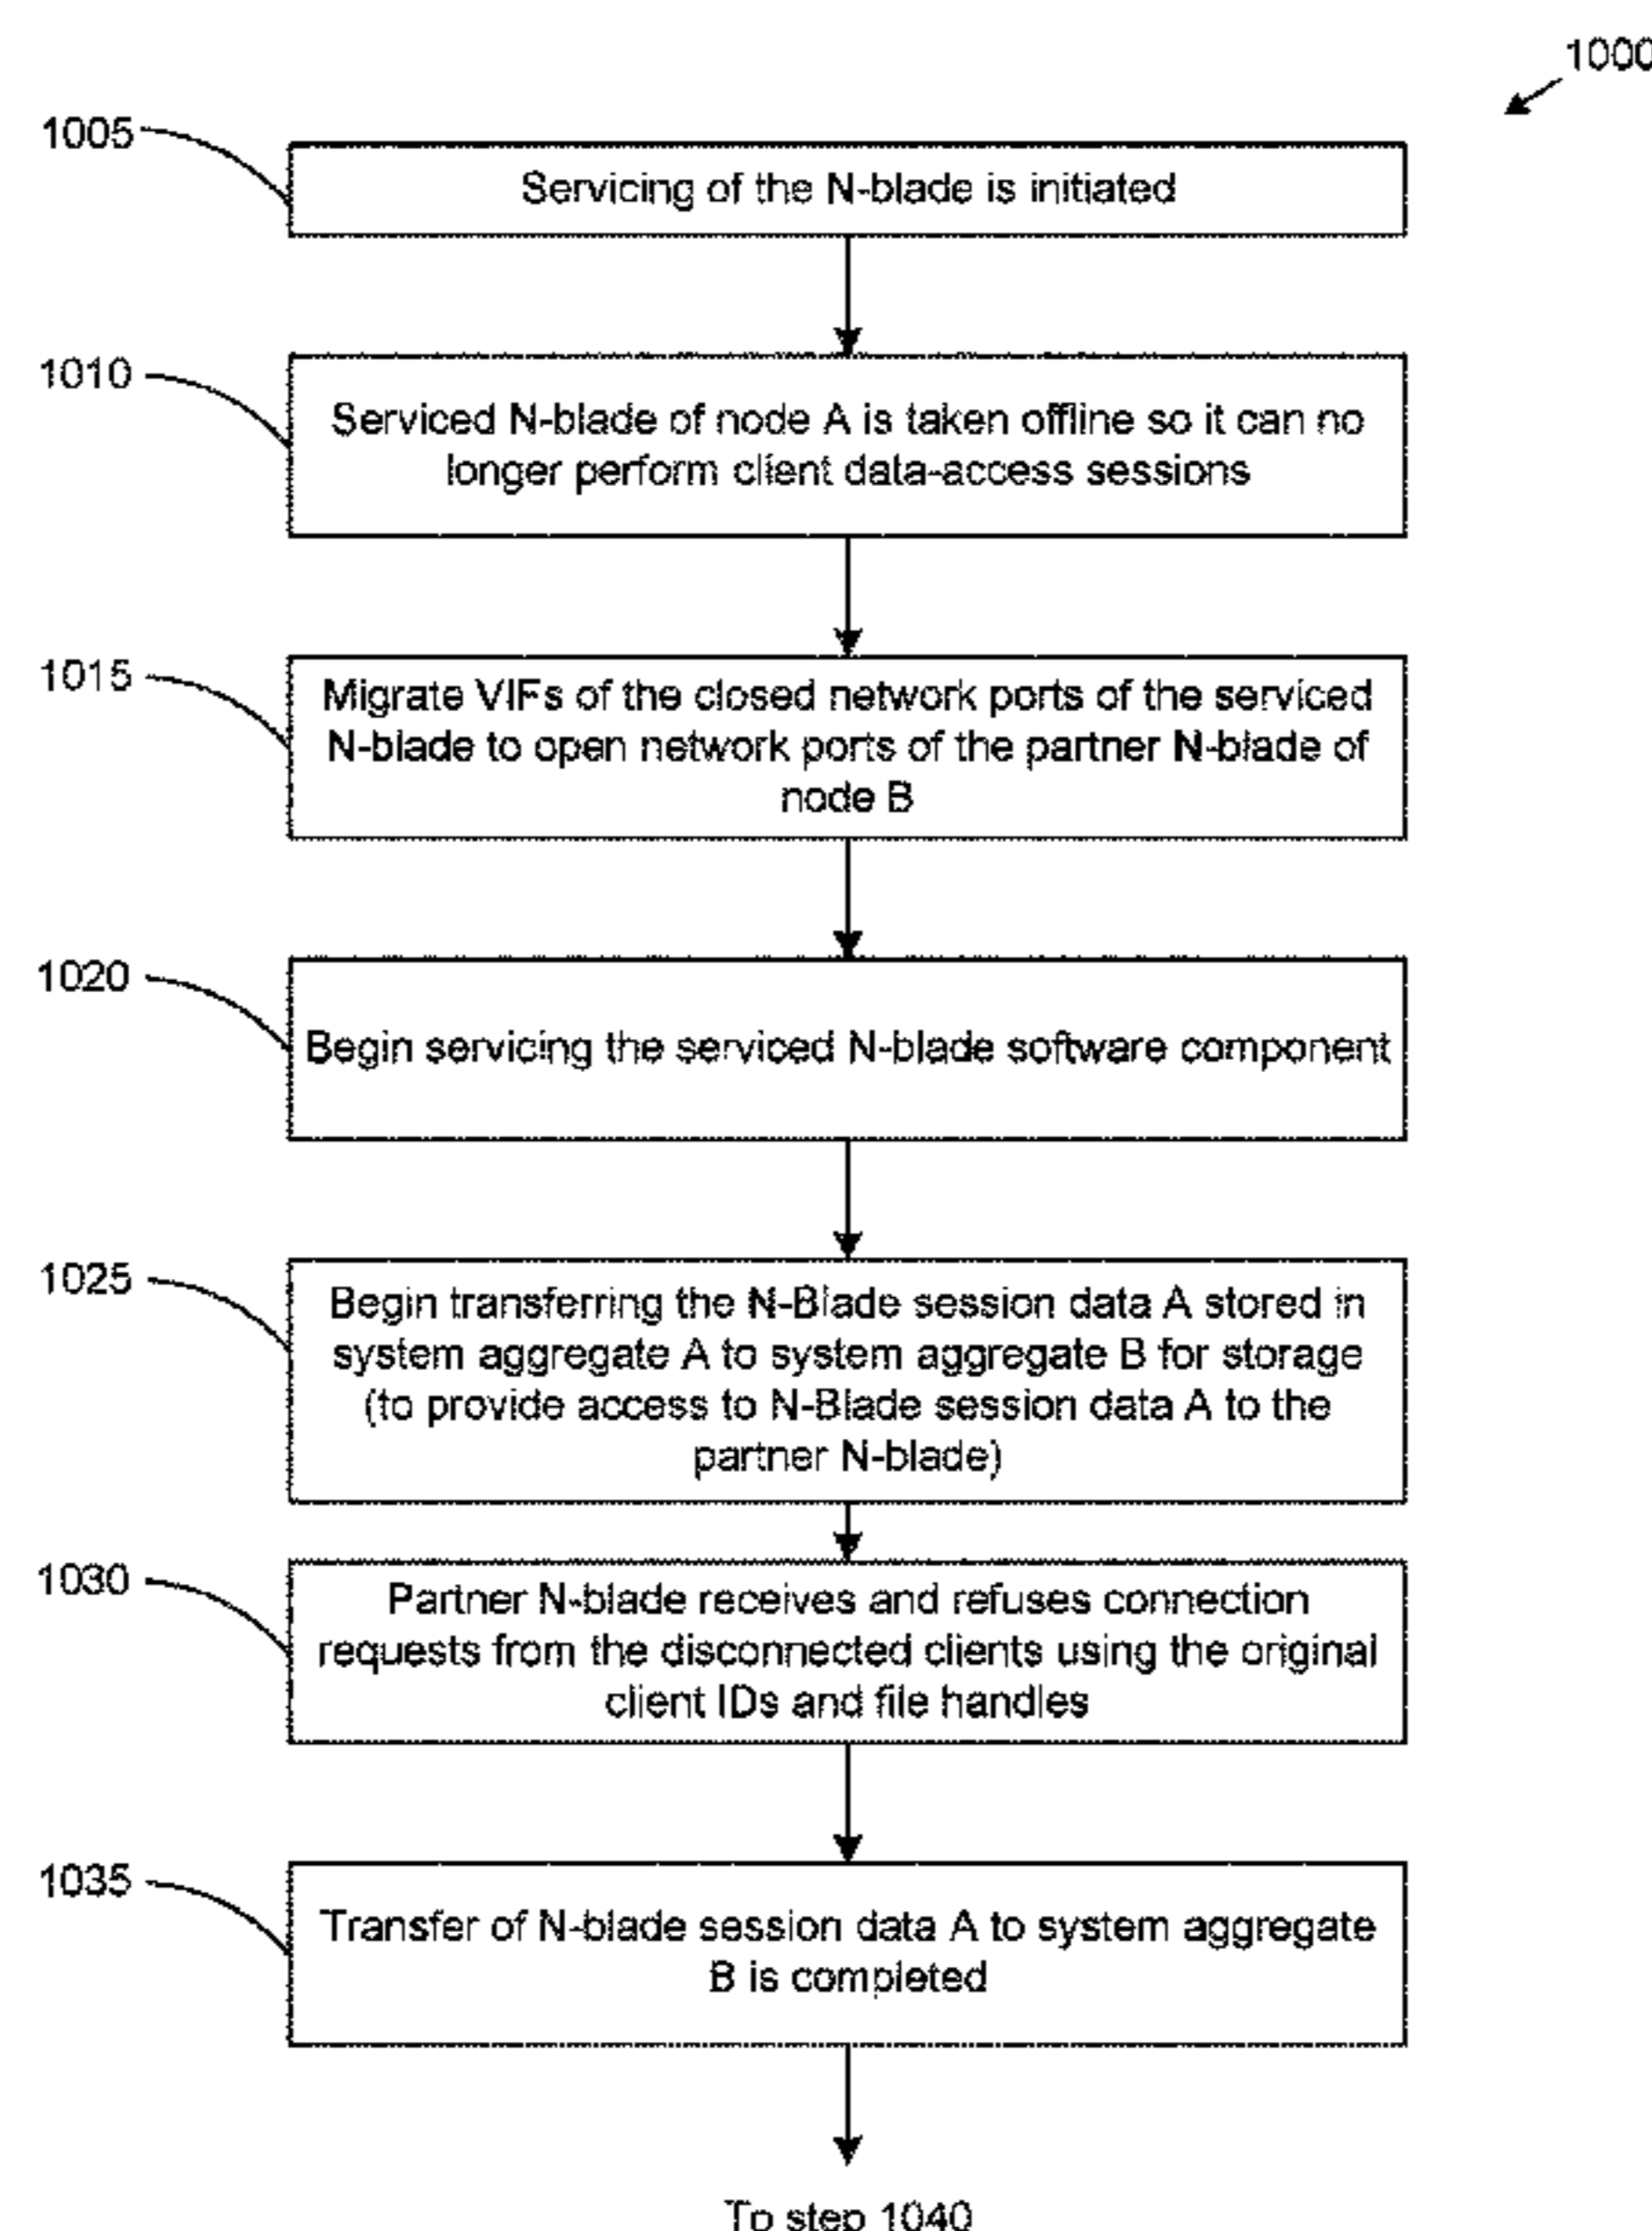 1000
1005
Servicing of the N-blade is initiated
1010
Serviced N-blade of node A is taken offline so it can no
longer perform client data-access sessions
1015
Migrate VIFs of the closed network ports of the serviced
N-blade to open network ports of the partner N-blade of
node B
1020
Begin servicing the serviced N-blade software component
1025
Begin transferring the N-Blade session data A stored in
system aggregate A to system aggregate B for storage
(to provide access to N-Blade session data A to the
partner N-blade)
1030
Partner N-blade receives and refuses connection
requests from the disconnected clients using the original
client IDs and file handles
1035
Transfer of N-blade session data A to system aggregate
B is completed
To step 1040